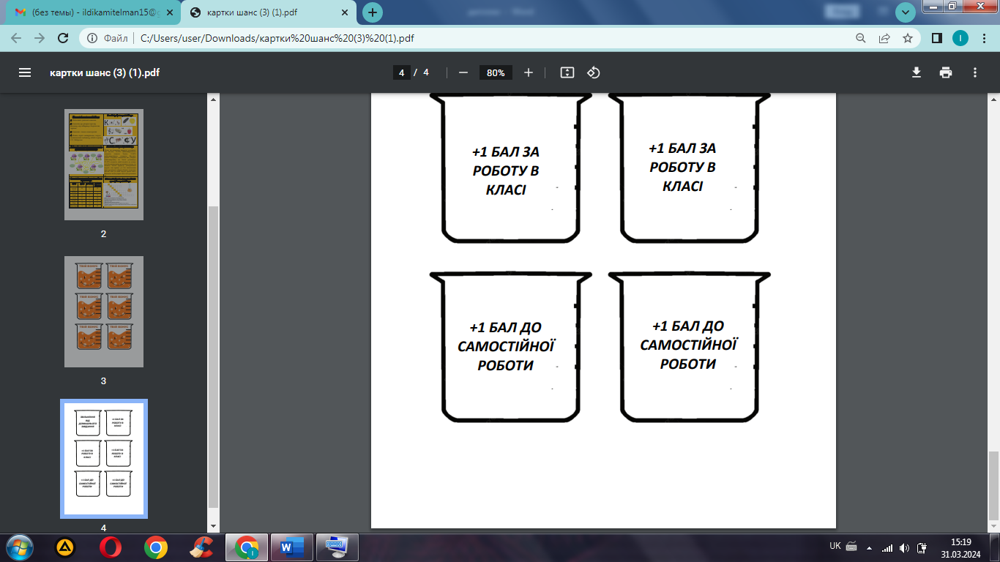 (без темы) - ildikamitelman15@g
картки шанс (3) (1).pdf
Файл
C:/Users/user/Downloads/картки%20шанс%20(3)%20(1).pdf
I
картки шанс (3) (1).pdf
4 / 4
80%
2
3
4
+1 БАЛ ЗА
РОБОТУ В
КЛАСІ
+1 БАЛ ЗА
РОБОТУ В
КЛАСІ
+1 БАЛ ДО
САМОСТІЙНОЇ
РОБОТИ
+1 БАЛ ДО
САМОСТІЙНОЇ
РОБОТИ
UK
15:19
31.03.2024